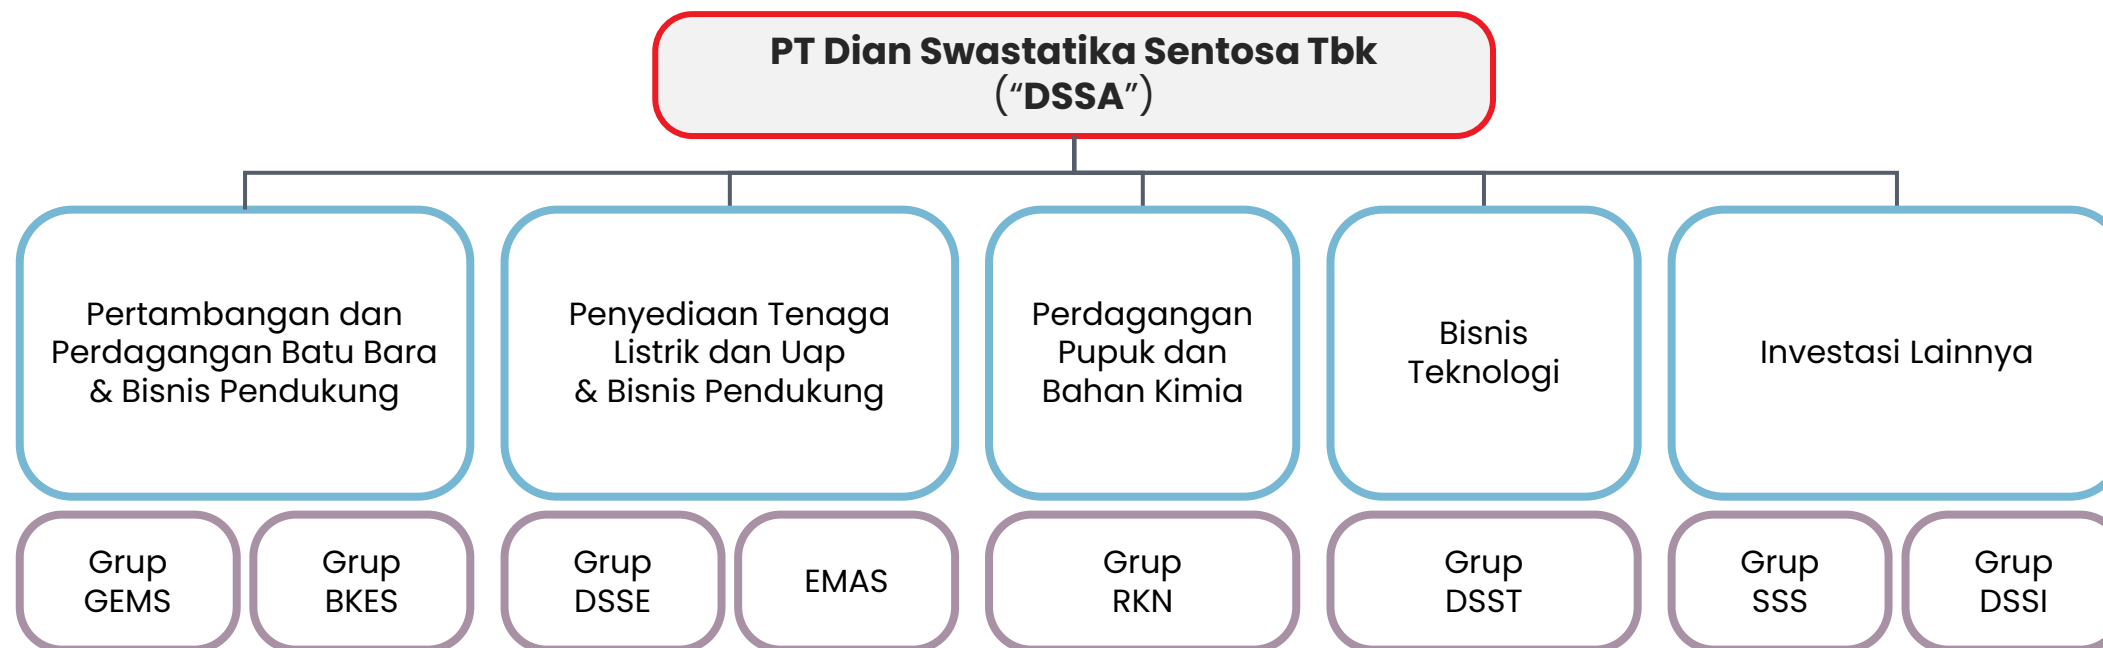 PT Dian Swastatika Sentosa Tbk
(“DSSA”)
Pertambangan dan
Perdagangan Batu Bara
& Bisnis Pendukung
Penyediaan Tenaga
Listrik dan Uap
& Bisnis Pendukung
Perdagangan
Pupuk dan
Bahan Kimia
Bisnis
Teknologi
Investasi Lainnya
Grup
GEMS
Grup
BKES
Grup
DSSE
EMAS
Grup
RKN
Grup
DSST
Grup
SSS
Grup
DSSI